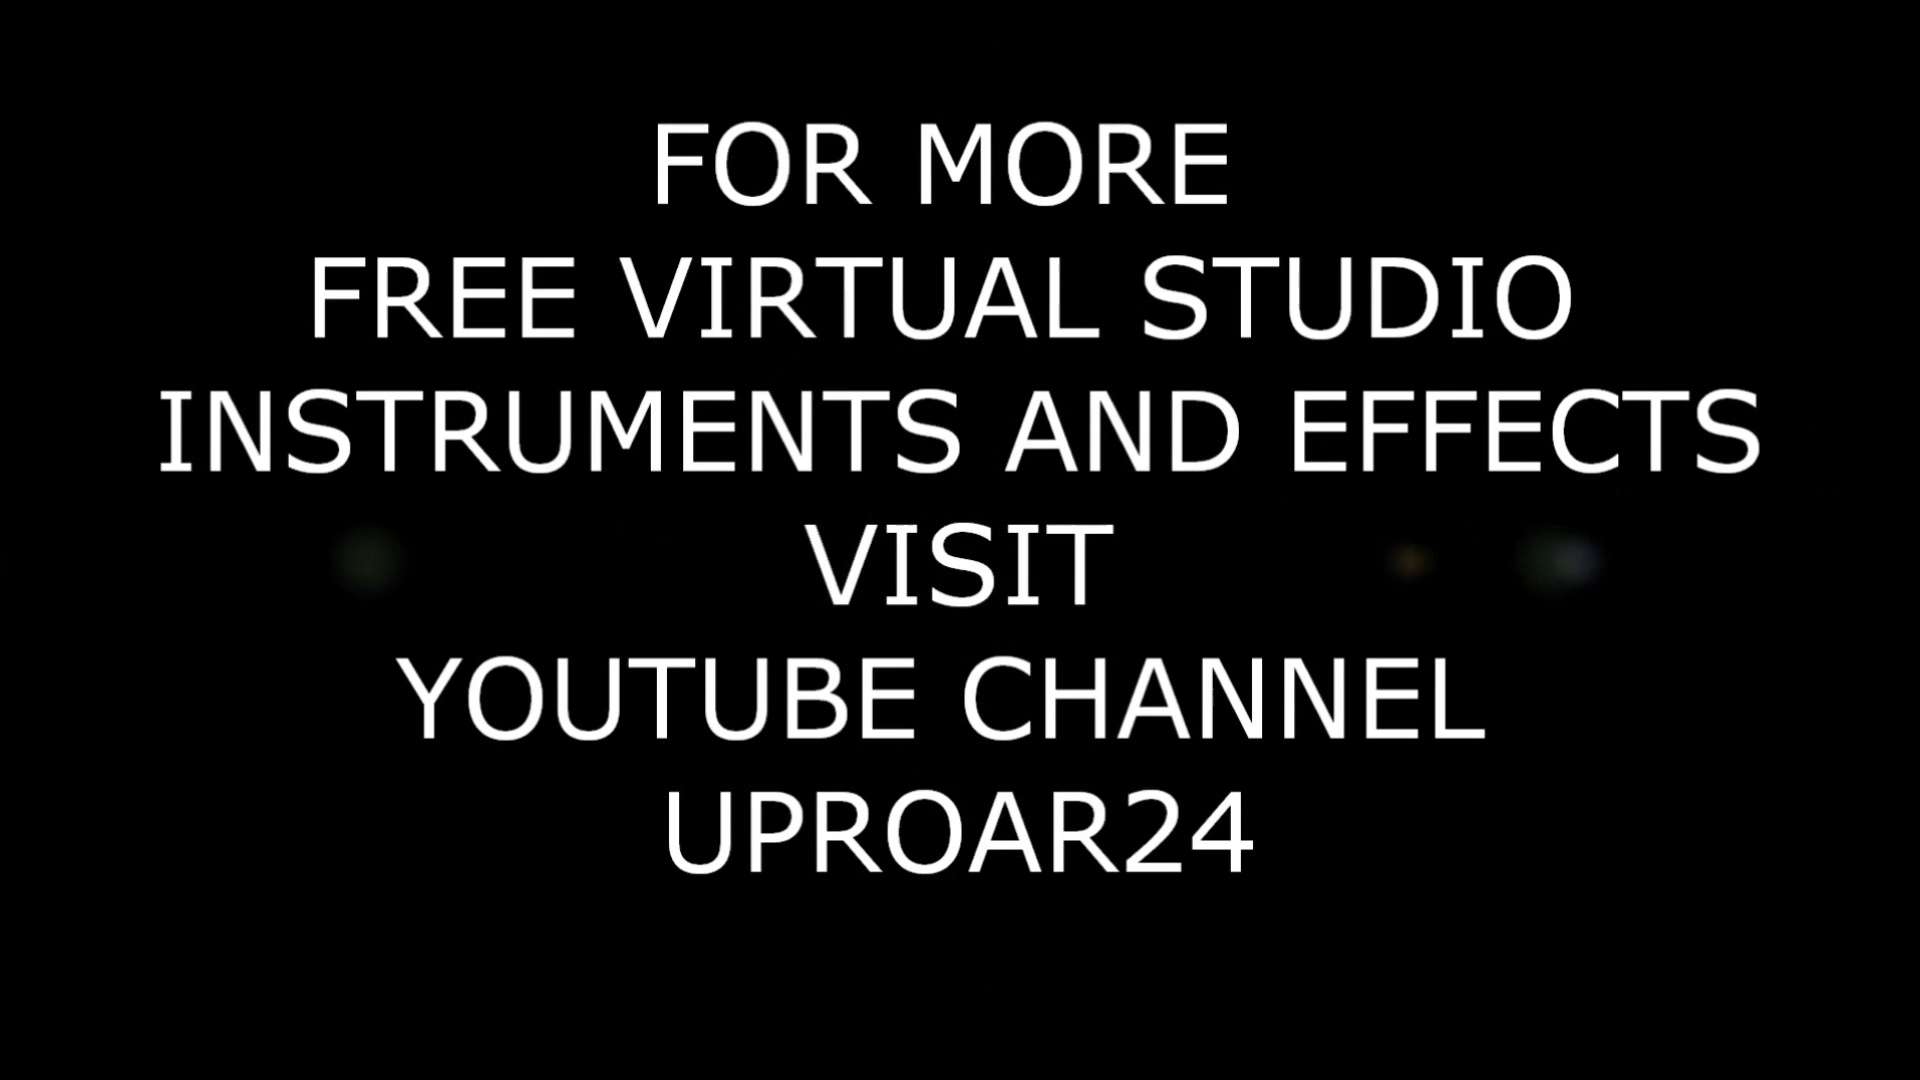 FOR MORE
FREE VIRTUAL STUDIO
INSTRUMENTS AND EFFECTS
VISIT
YOUTUBE CHANNEL
UPROAR24